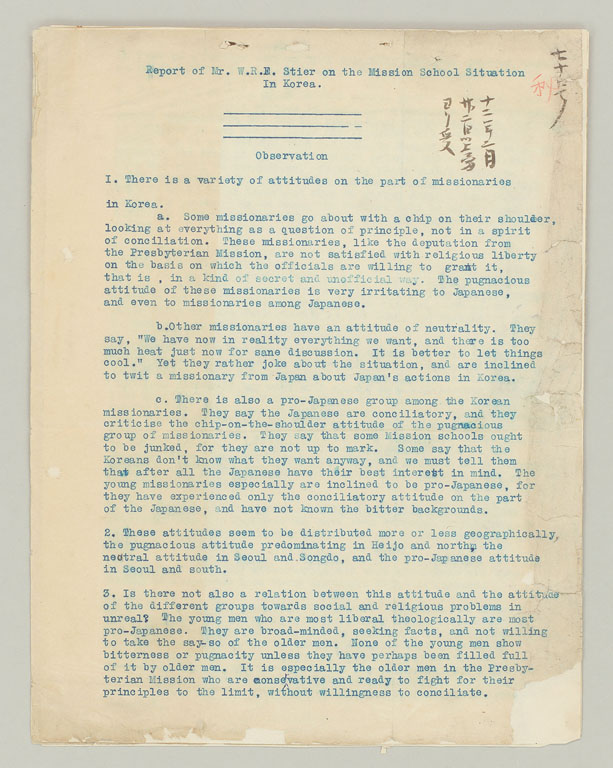 Report of Mr. W.R.E. Stier on the Mission School Situation
In Korea.
Observation
I. There is a variety of attitudes on the part of missionaries
in Korea.
a. Some missionaries go about with a chip on their shoulder,
looking at everything as a question of principle, not in a spirit
of conciliation. These missionaries, like the deputation from
the Presbyterian Mission, are not satisfied with religious liberty
on the basis on which the officials are willing to grant it,
that is , in a kind of secret and unofficial way. The pugnacious
attitude of these missionaries is very irritating to Japanese,
and even to missionaries among Japanese.
b.Other missionaries have an attitude of neutrality. They
say, "We have now in reality everything we want, and there is too
much heat just now for sane discussion. It is better to let things
cool." Yet they rather joke about the situation, and are inclined
to twit a missionary from Japan about Japan's actions in Korea.
c. There is also a pro-Japanese group among the Korean
missionaries. They say the Japanese are conciliatory, and they
criticise the chip-on-the-shoulder attitude of the pugnacious
group of missionaries. They say that some Mission schools ought
to be junked, for they are not up to mark. Some say that the
Koreans don't know what they want anyway, and we must tell them
that after all the Japanese have their best interest in mind. The
young missionaries especially are inclined to be pro-Japanese, for
they have experienced only the conciliatory attitude on the part
of the Japanese, and have not known the bitter backgrounds.
2. These attitudes seem to be distributed more or less geographically,
the pugnacious attitude predominating in Heijo and north, the
neutral attitude in Seoul and Songdo, and the pro-Japanese attitude
in Seoul and south.
3. Is there not also a relation between this attitude and the attitude
of the different groups towards social and religious problems in
unreal? The young men who are most liberal theologically are most
pro-Japanese. They are broad-minded, seeking facts, and not willing
to take the say-so of the older men. None of the young men show
bitterness or pugnacity unless they have perhaps been filled full
of it by older men. It is especially the older men in the Presby-
terian Mission who are conservative and ready to fight for their
principles to the limit, without willingness to conciliate.